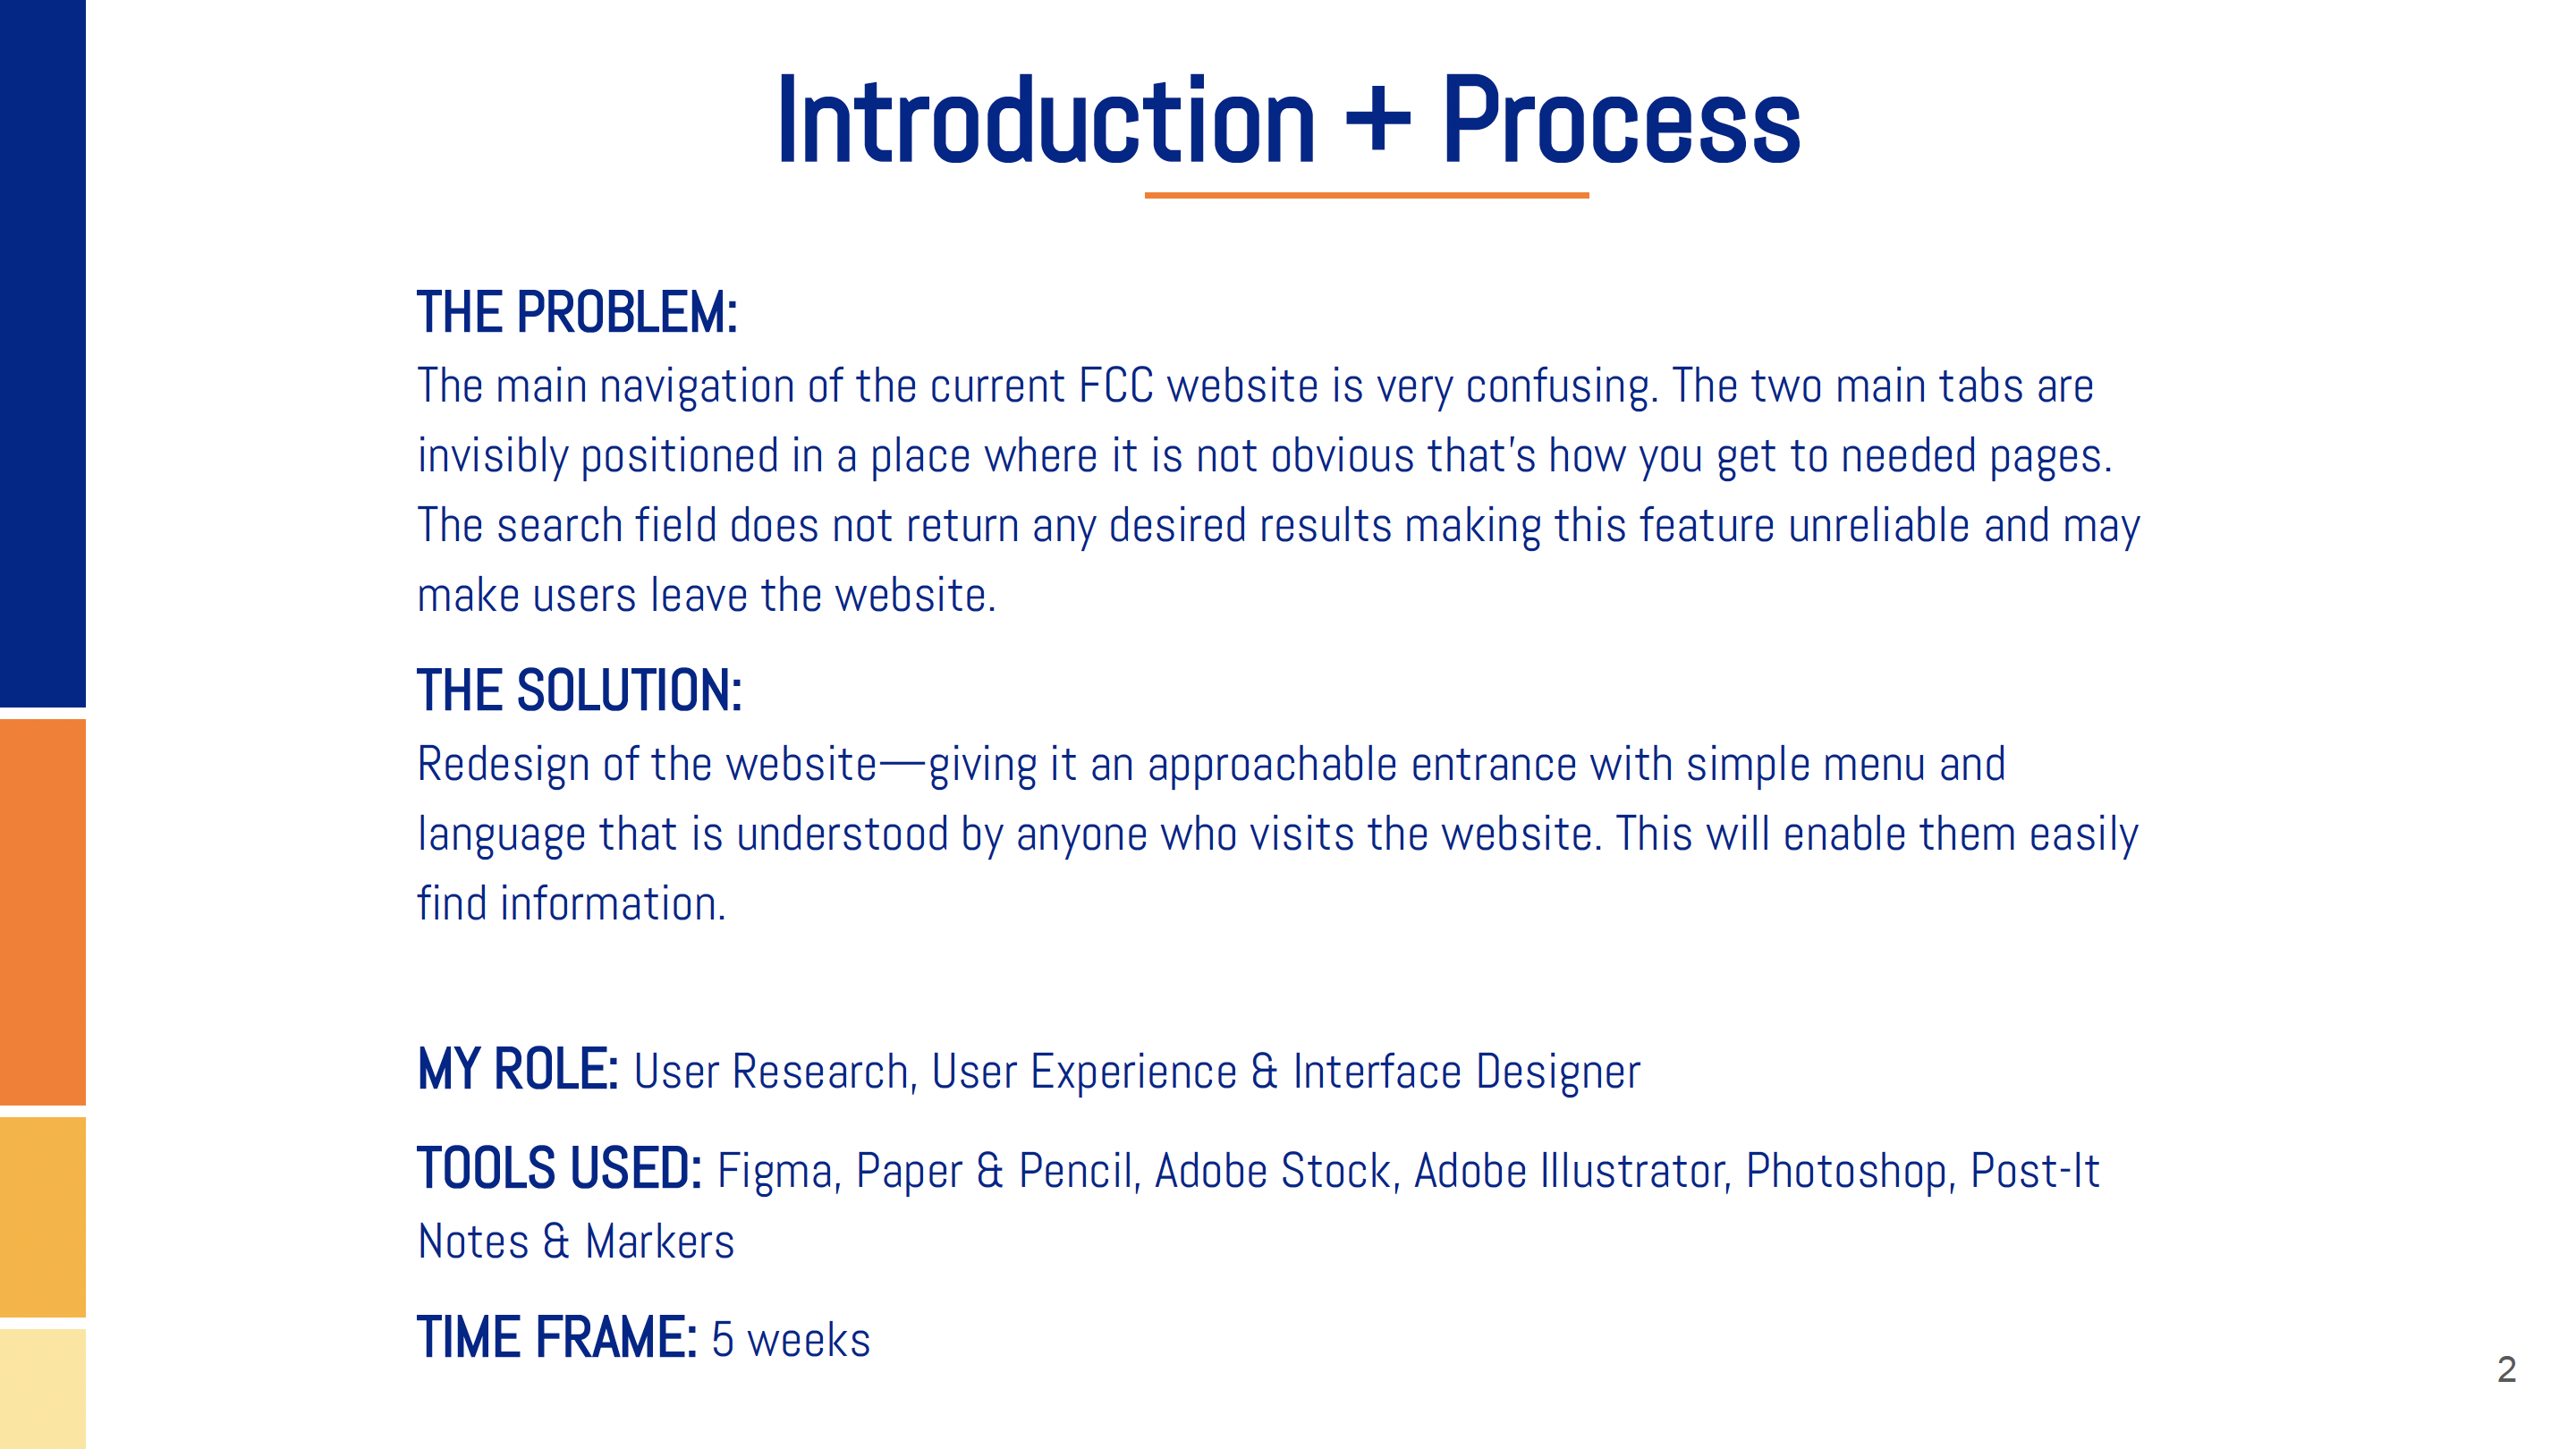 Introduction + Process
THE PROBLEM:
The main navigation of the current FCC website is very confusing. The two main tabs are
invisibly positioned in a place where it is not obvious that's how you get to needed pages.
The search field does not return any desired results making this feature unreliable and may
make users leave the website.
THE SOLUTION:
Redesign of the website—giving it an approachable entrance with simple menu and
language that is understood by anyone who visits the website. This will enable them easily
find information.
MY ROLE: User Research, User Experience & Interface Designer
TOOLS USED: Figma, Paper & Pencil, Adobe Stock, Adobe Illustrator, Photoshop, Post-It
Notes & Markers
TIME FRAME: 5 weeks
2